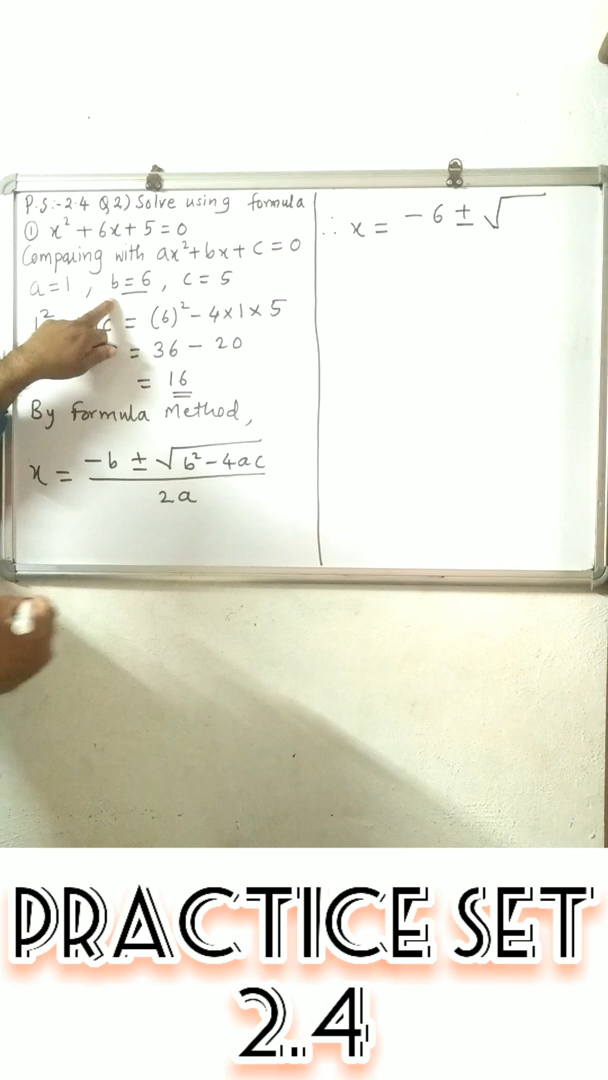 P.S:-2.4 Q2) Solve using formula
① x² + 6x + 5 = 0
Comparing with ax² + bx + c = 0
a = 1 , b = 6 , c = 5
= (6)² - 4 × 1 × 5
= 36 - 20
= 16
By formula Method,
x = -b ± √b² - 4ac / 2a
∴ x = -6 ± √
PRACTICE SET
2..4